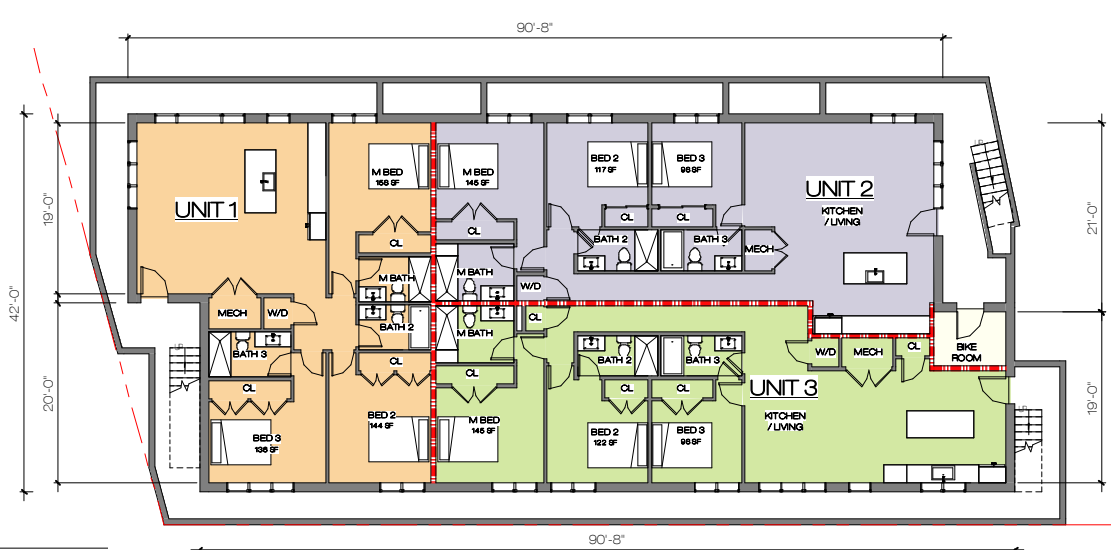 90'-8"
M BED
156 SF
M BED
145 SF
BED 2
117 SF
BED 3
96 SF
UNIT 1
UNIT 2
KITCHEN
/ LIVING
19'-0"
21'-0"
42'-0"
CL
CL
CL
CL
BATH 2
BATH 3
MECH
M BATH
M BATH
W/D
MECH
W/D
BATH 2
M BATH
CL
BATH 3
BATH 2
BATH 3
W/D
MECH
CL
BIKE
ROOM
CL
CL
CL
CL
CL
UNIT 3
KITCHEN
/ LIVING
20'-0"
19'-0"
BED 3
136 SF
BED 2
144 SF
M BED
145 SF
BED 2
122 SF
BED 3
96 SF
90'-8"